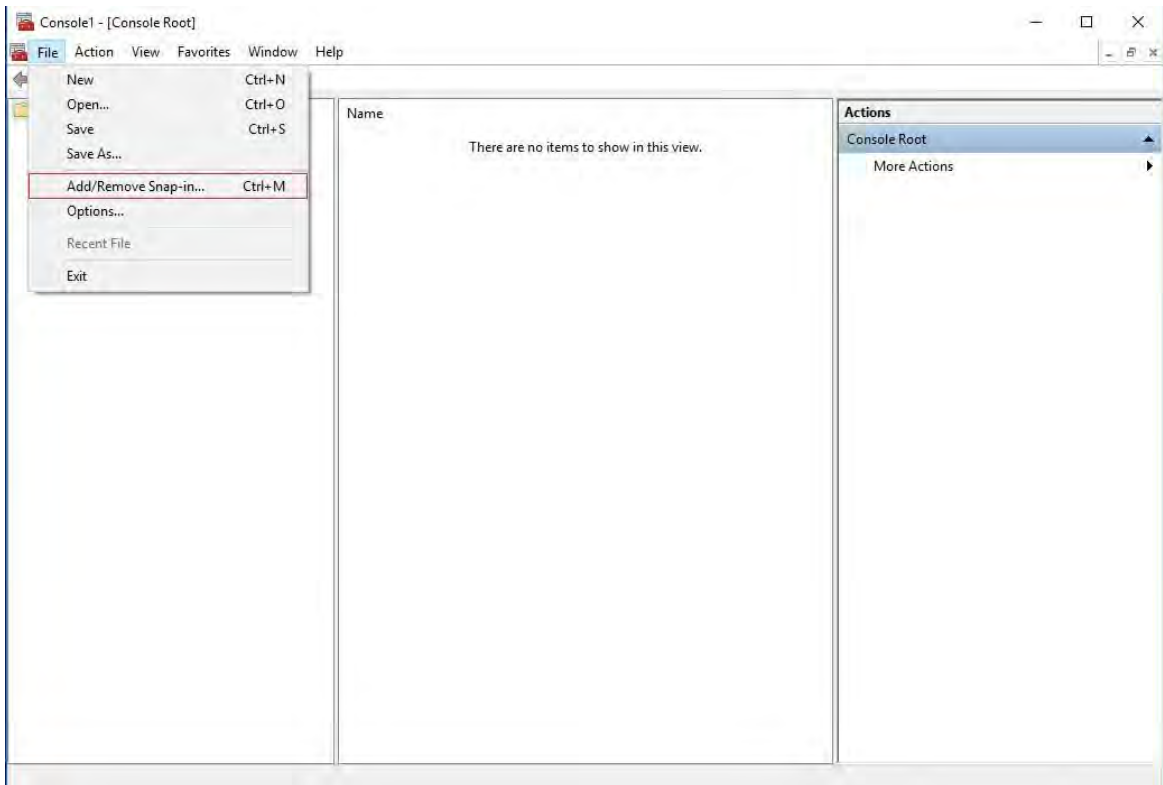 Console1 - [Console Root]
File Action View Favorites Window Help
New Ctrl+N
Open... Ctrl+O
Save Ctrl+S
Save As...
Add/Remove Snap-in... Ctrl+M
Options...
Recent File
Exit
Name
There are no items to show in this view.
Actions
Console Root
More Actions